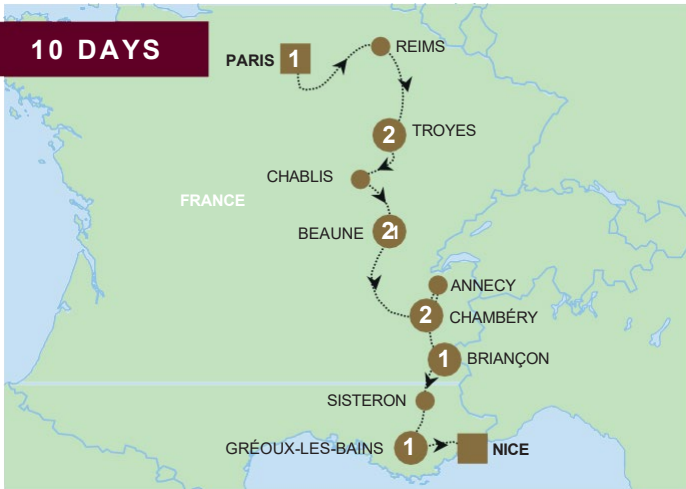 10 DAYS
PARIS 1
REIMS
2 TROYES
CHABLIS
FRANCE
BEAUNE 21
ANNECY
2 CHAMBÉRY
1 BRIANÇON
SISTERON
GRÉOUX-LES-BAINS 1 NICE